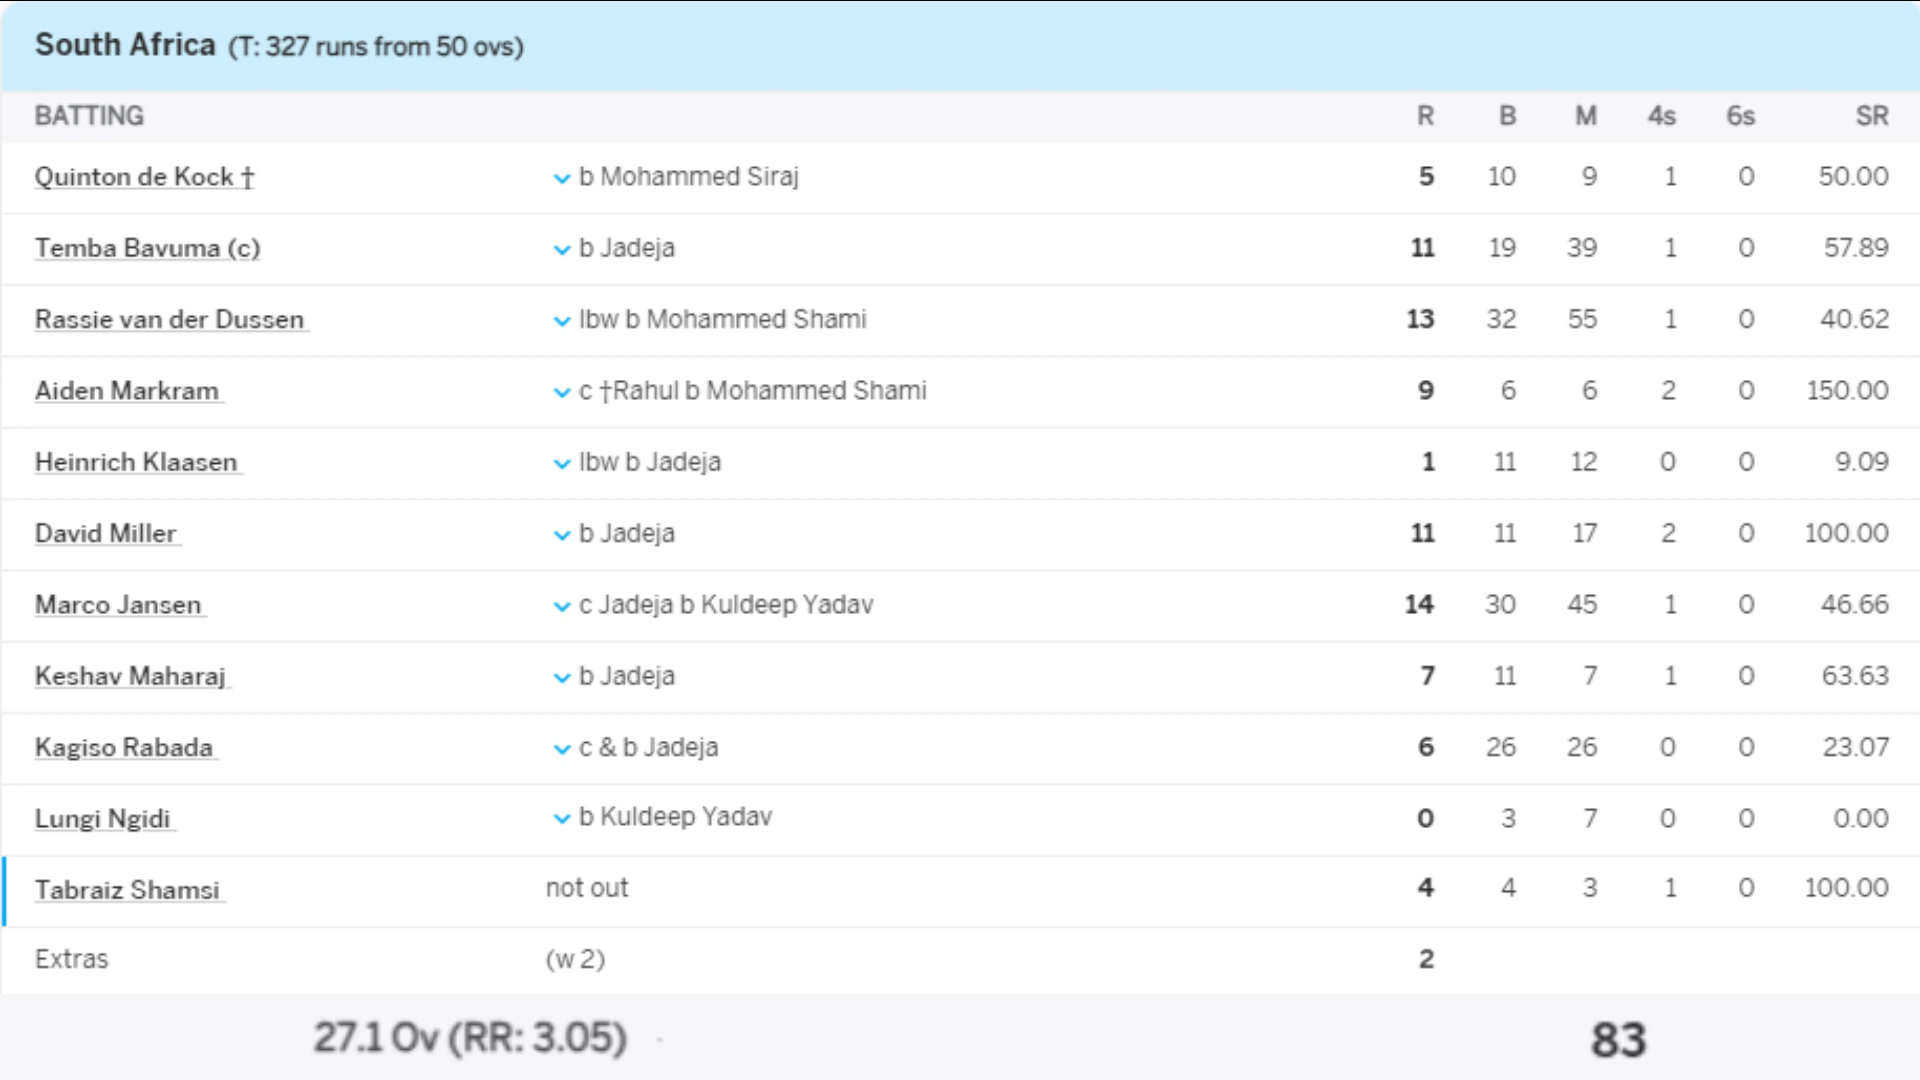 South Africa (T: 327 runs from 50 ovs)
BATTING R B M 4s 6s SR
Quinton de Kock † b Mohammed Siraj 5 10 9 1 0 50.00
Temba Bavuma (c) b Jadeja 11 19 39 1 0 57.89
Rassie van der Dussen lbw b Mohammed Shami 13 32 55 1 0 40.62
Aiden Markram c †Rahul b Mohammed Shami 9 6 6 2 0 150.00
Heinrich Klaasen lbw b Jadeja 1 11 12 0 0 9.09
David Miller b Jadeja 11 11 17 2 0 100.00
Marco Jansen c Jadeja b Kuldeep Yadav 14 30 45 1 0 46.66
Keshav Maharaj b Jadeja 7 11 7 1 0 63.63
Kagiso Rabada c & b Jadeja 6 26 26 0 0 23.07
Lungi Ngidi b Kuldeep Yadav 0 3 7 0 0 0.00
Tabraiz Shamsi not out 4 4 3 1 0 100.00
Extras (w 2) 2
27.1 Ov (RR: 3.05) 83